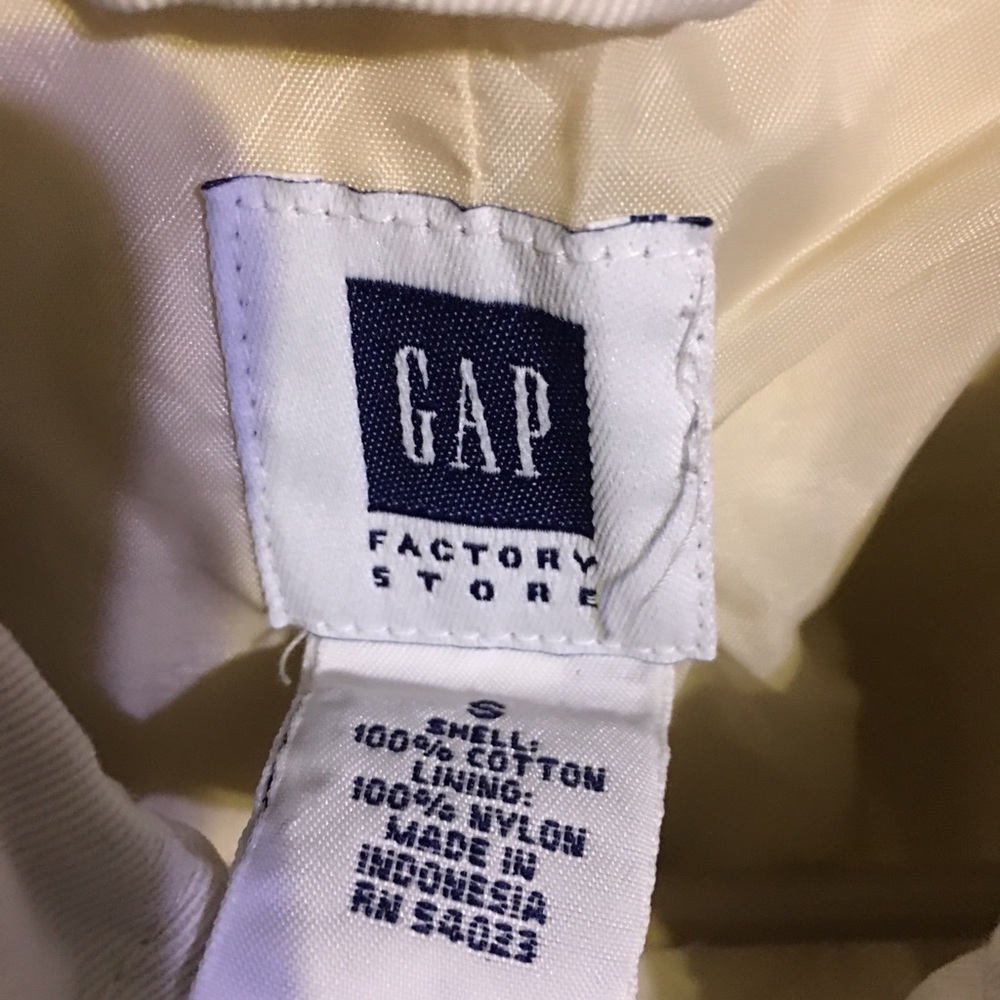 GAP
FACTORY
STORE
S
SHELL:
100% COTTON
LINING:
100% NYLON
MADE IN
INDONESIA
RN 54023